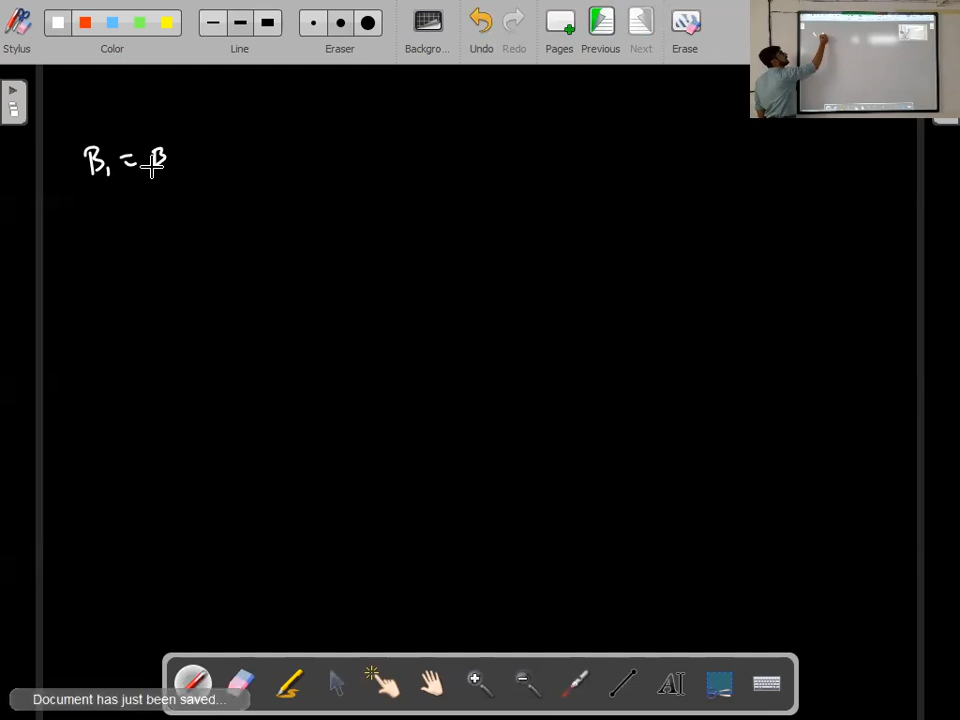 Stylus Color Line Eraser Backgro... Undo Redo Pages Previous Next Erase
B₁ = B
Document has just been saved...